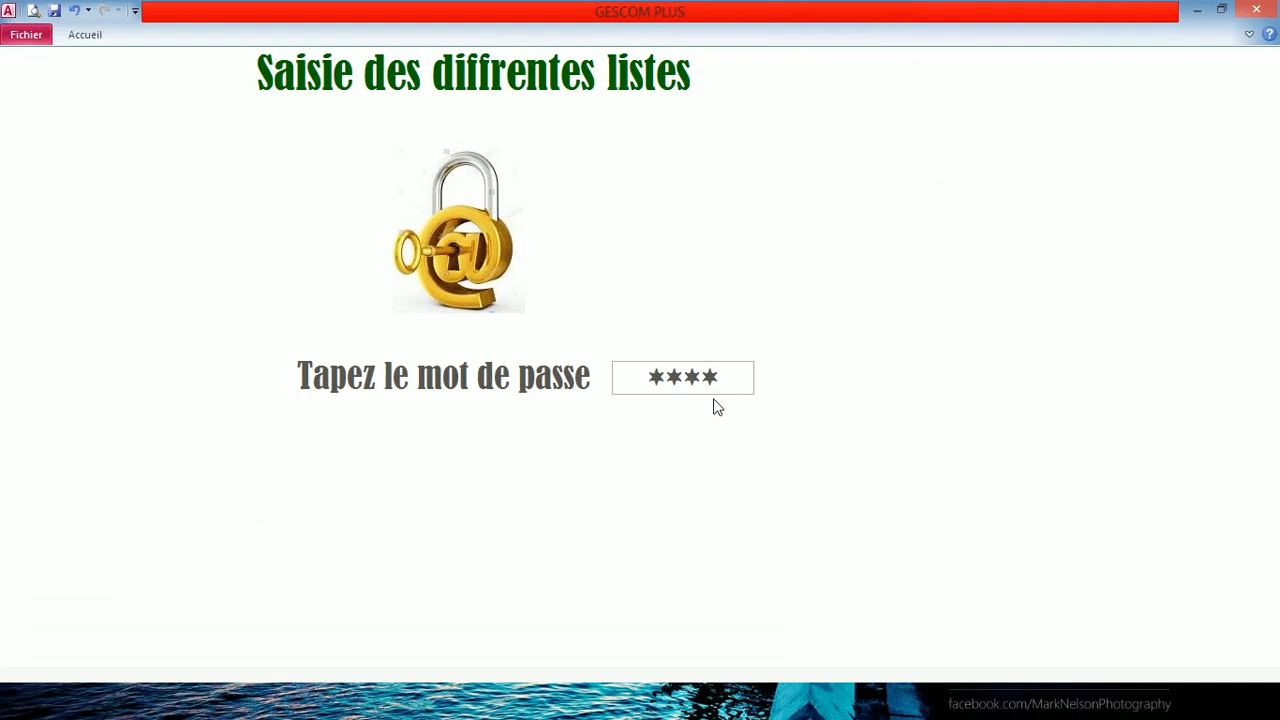 GESCOM PLUS
Fichier
Accueil
Saisie des diffrentes listes
Tapez le mot de passe
****
facebook.com/MarkNelsonPhotography